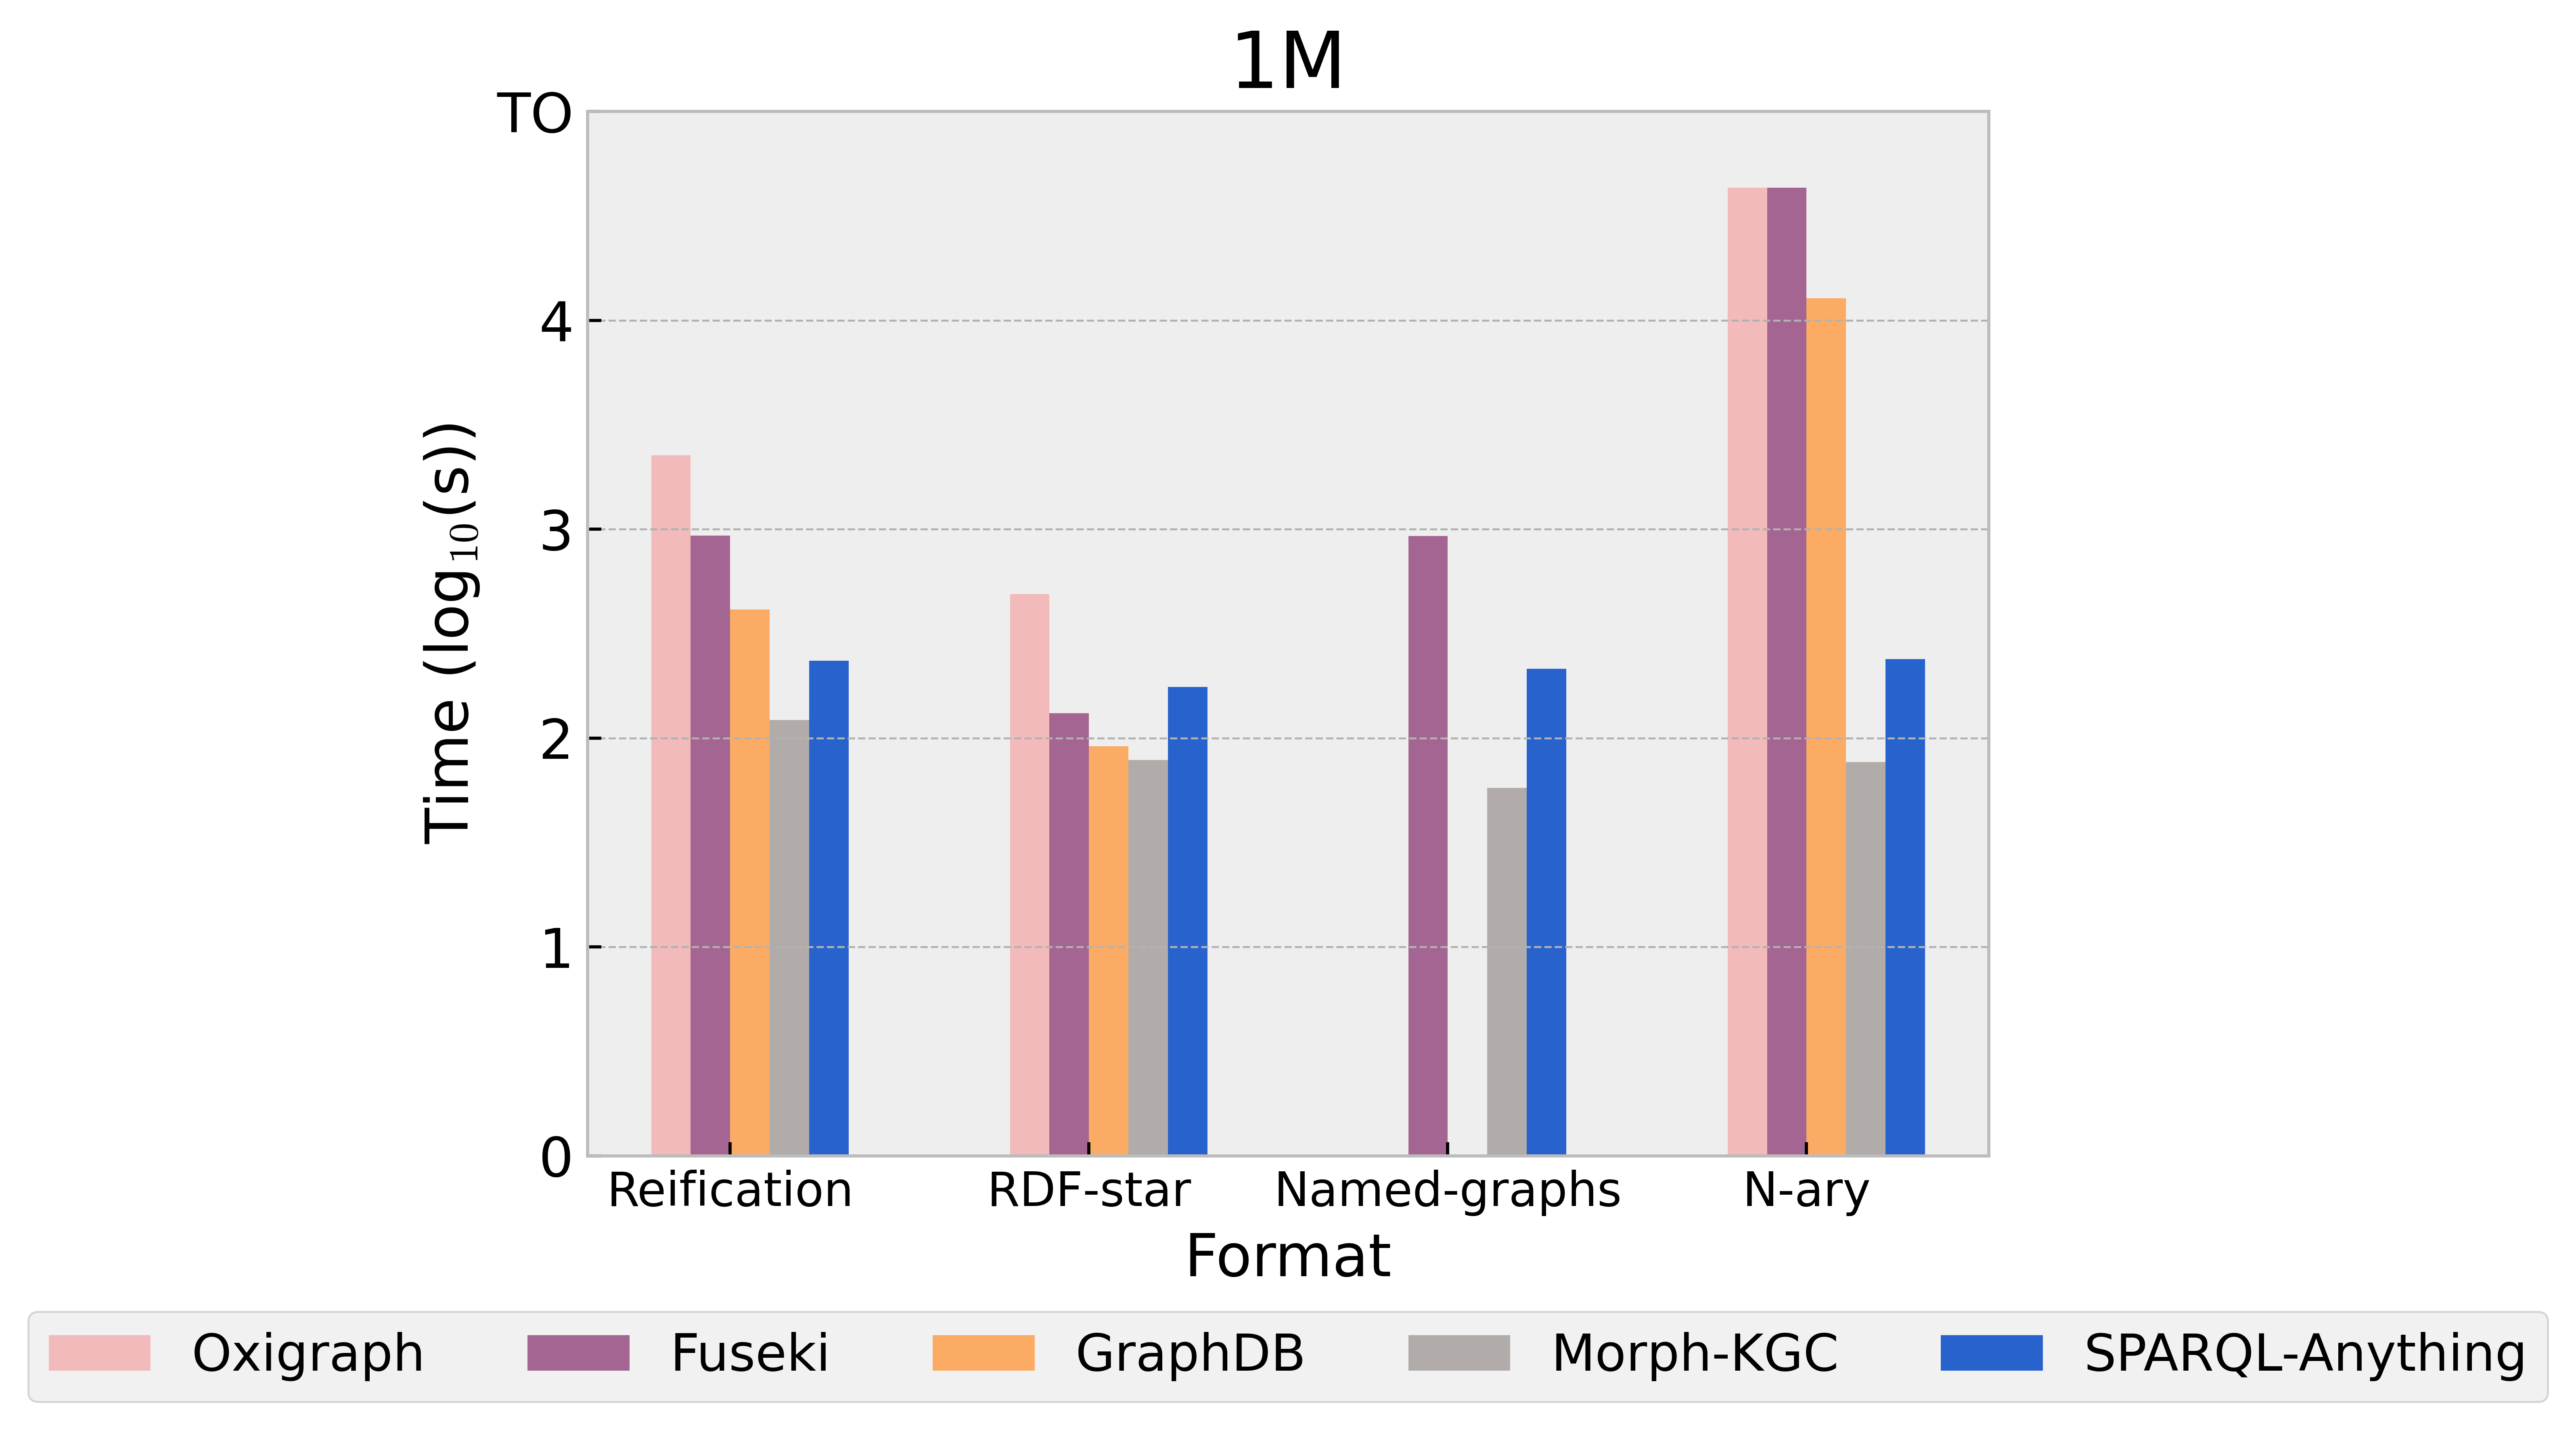 1M
TO
4
3
2
1
0
Time (log₁₀(s))
Reification RDF-star Named-graphs N-ary
Format
Oxigraph Fuseki GraphDB Morph-KGC SPARQL-Anything